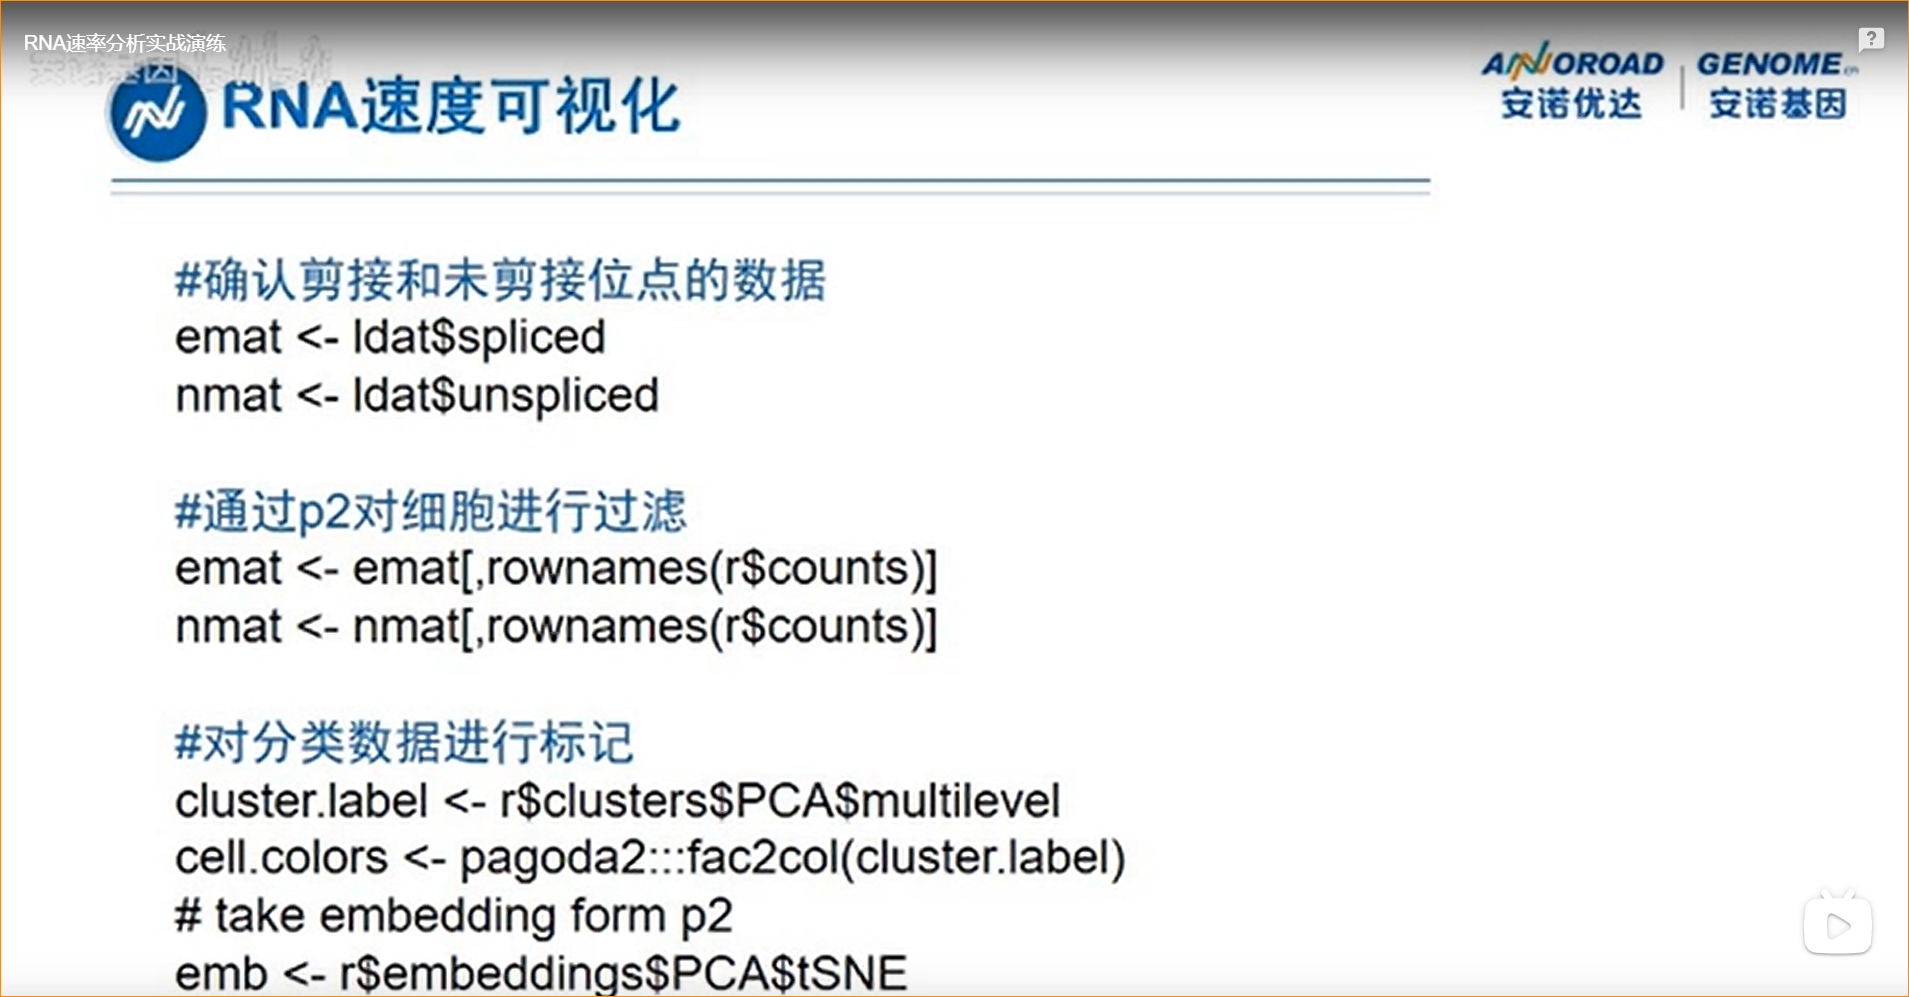 RNA速率分析实战演练
RNA速度可视化
ANNOROAD
安诺优达
GENOME
安诺基因
#确认剪接和未剪接位点的数据
emat <- ldat$spliced
nmat <- ldat$unspliced
#通过p2对细胞进行过滤
emat <- emat[,rownames(r$counts)]
nmat <- nmat[,rownames(r$counts)]
#对分类数据进行标记
cluster.label <- r$clusters$PCA$multilevel
cell.colors <- pagoda2:::fac2col(cluster.label)
# take embedding form p2
emb <- r$embeddings$PCA$tSNE